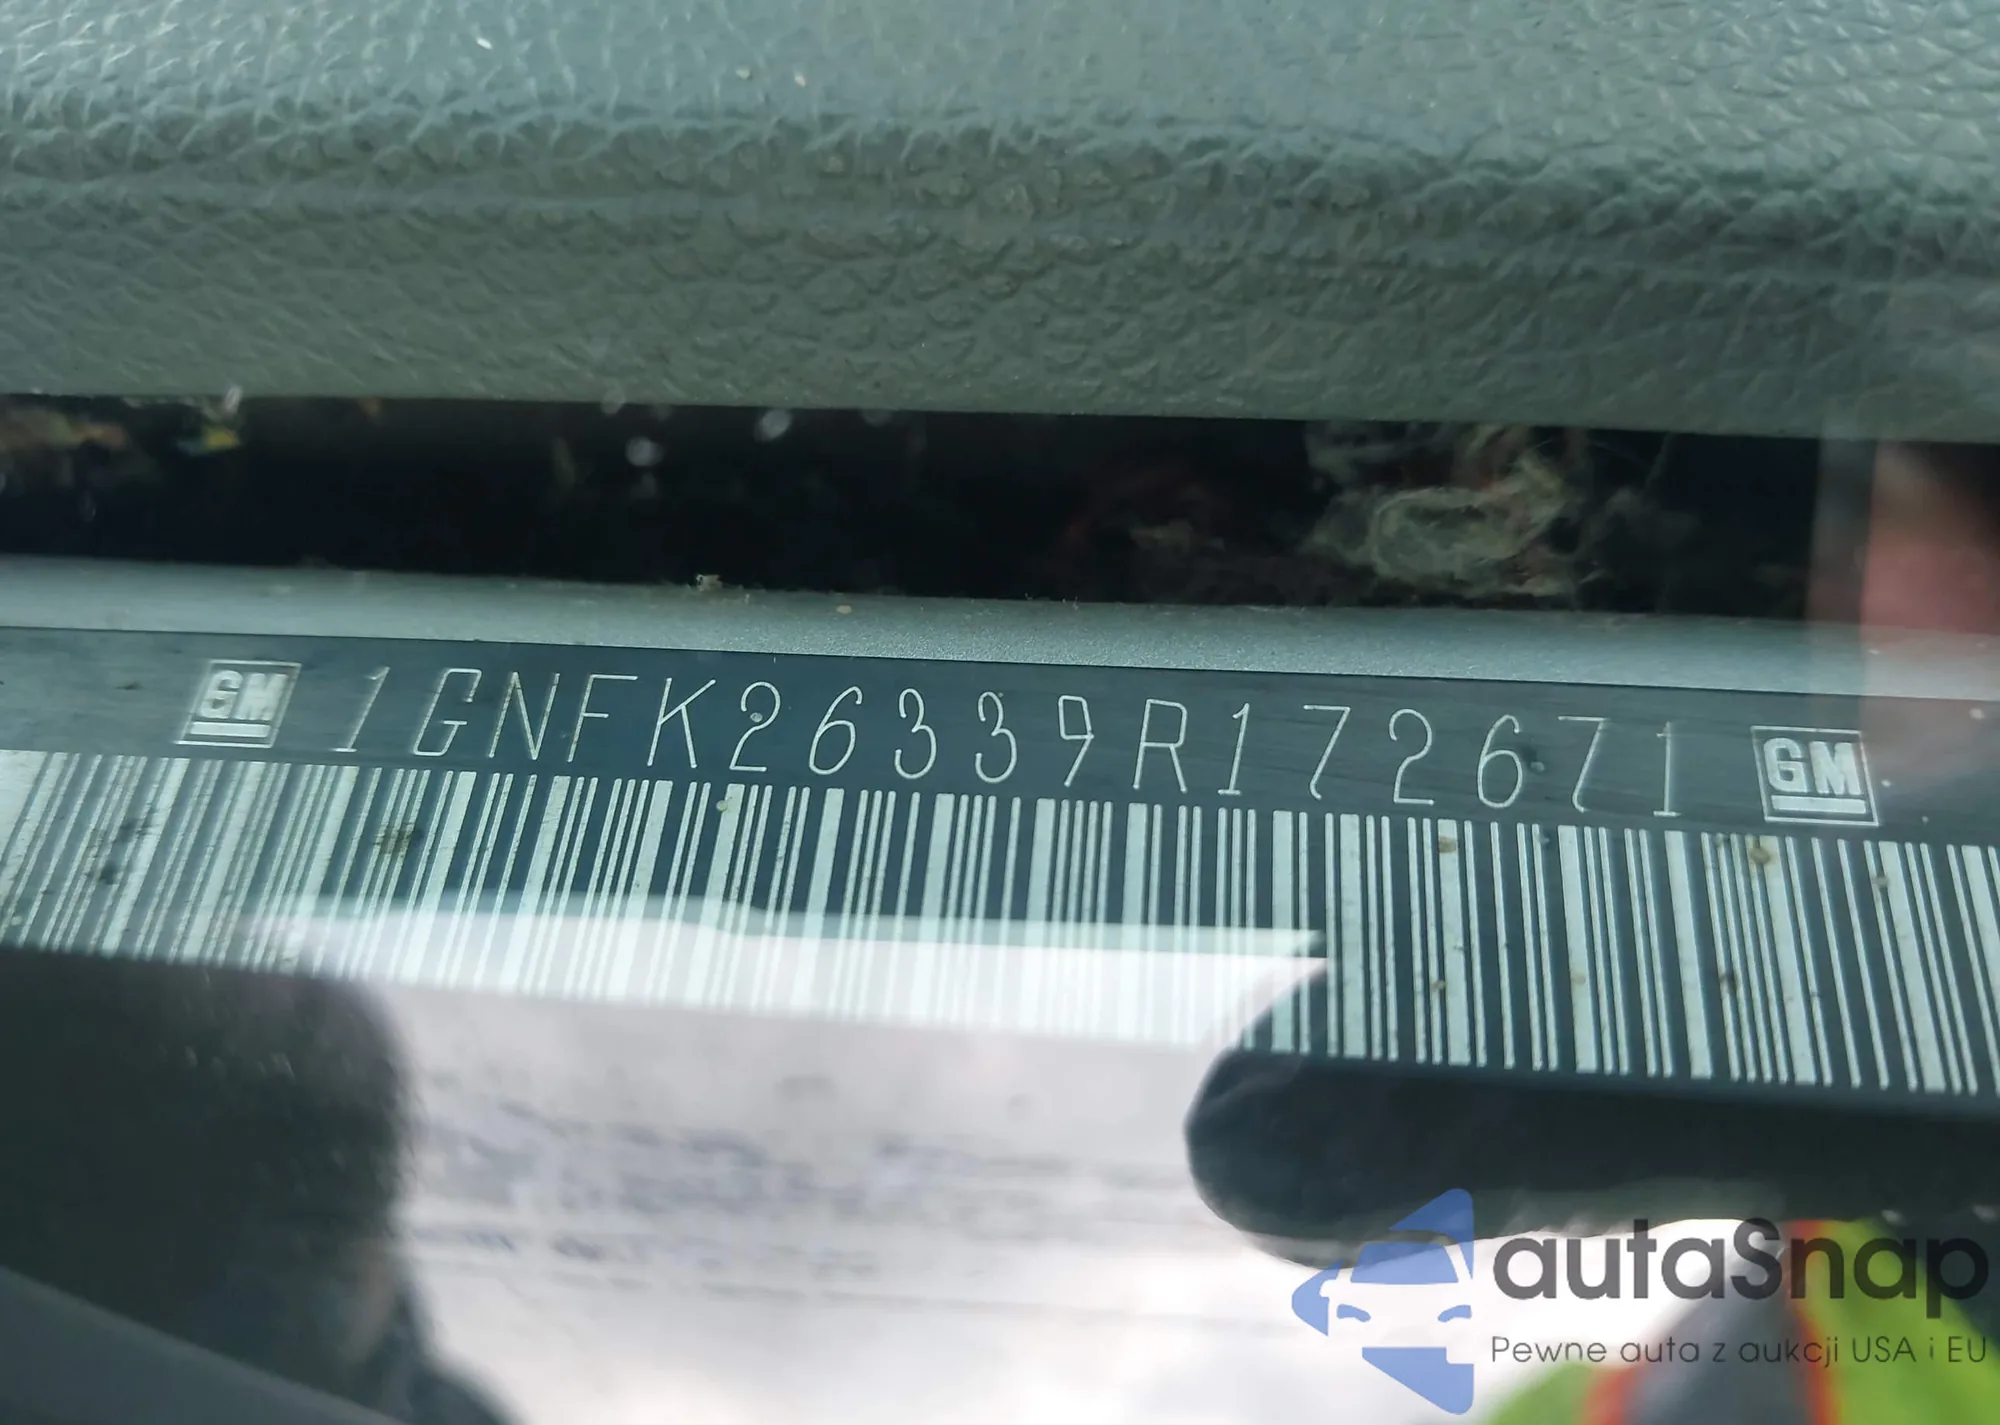 GM 1GNFK26339R172671 GM
autaSnap
Pewne auta z aukcji USA i EU